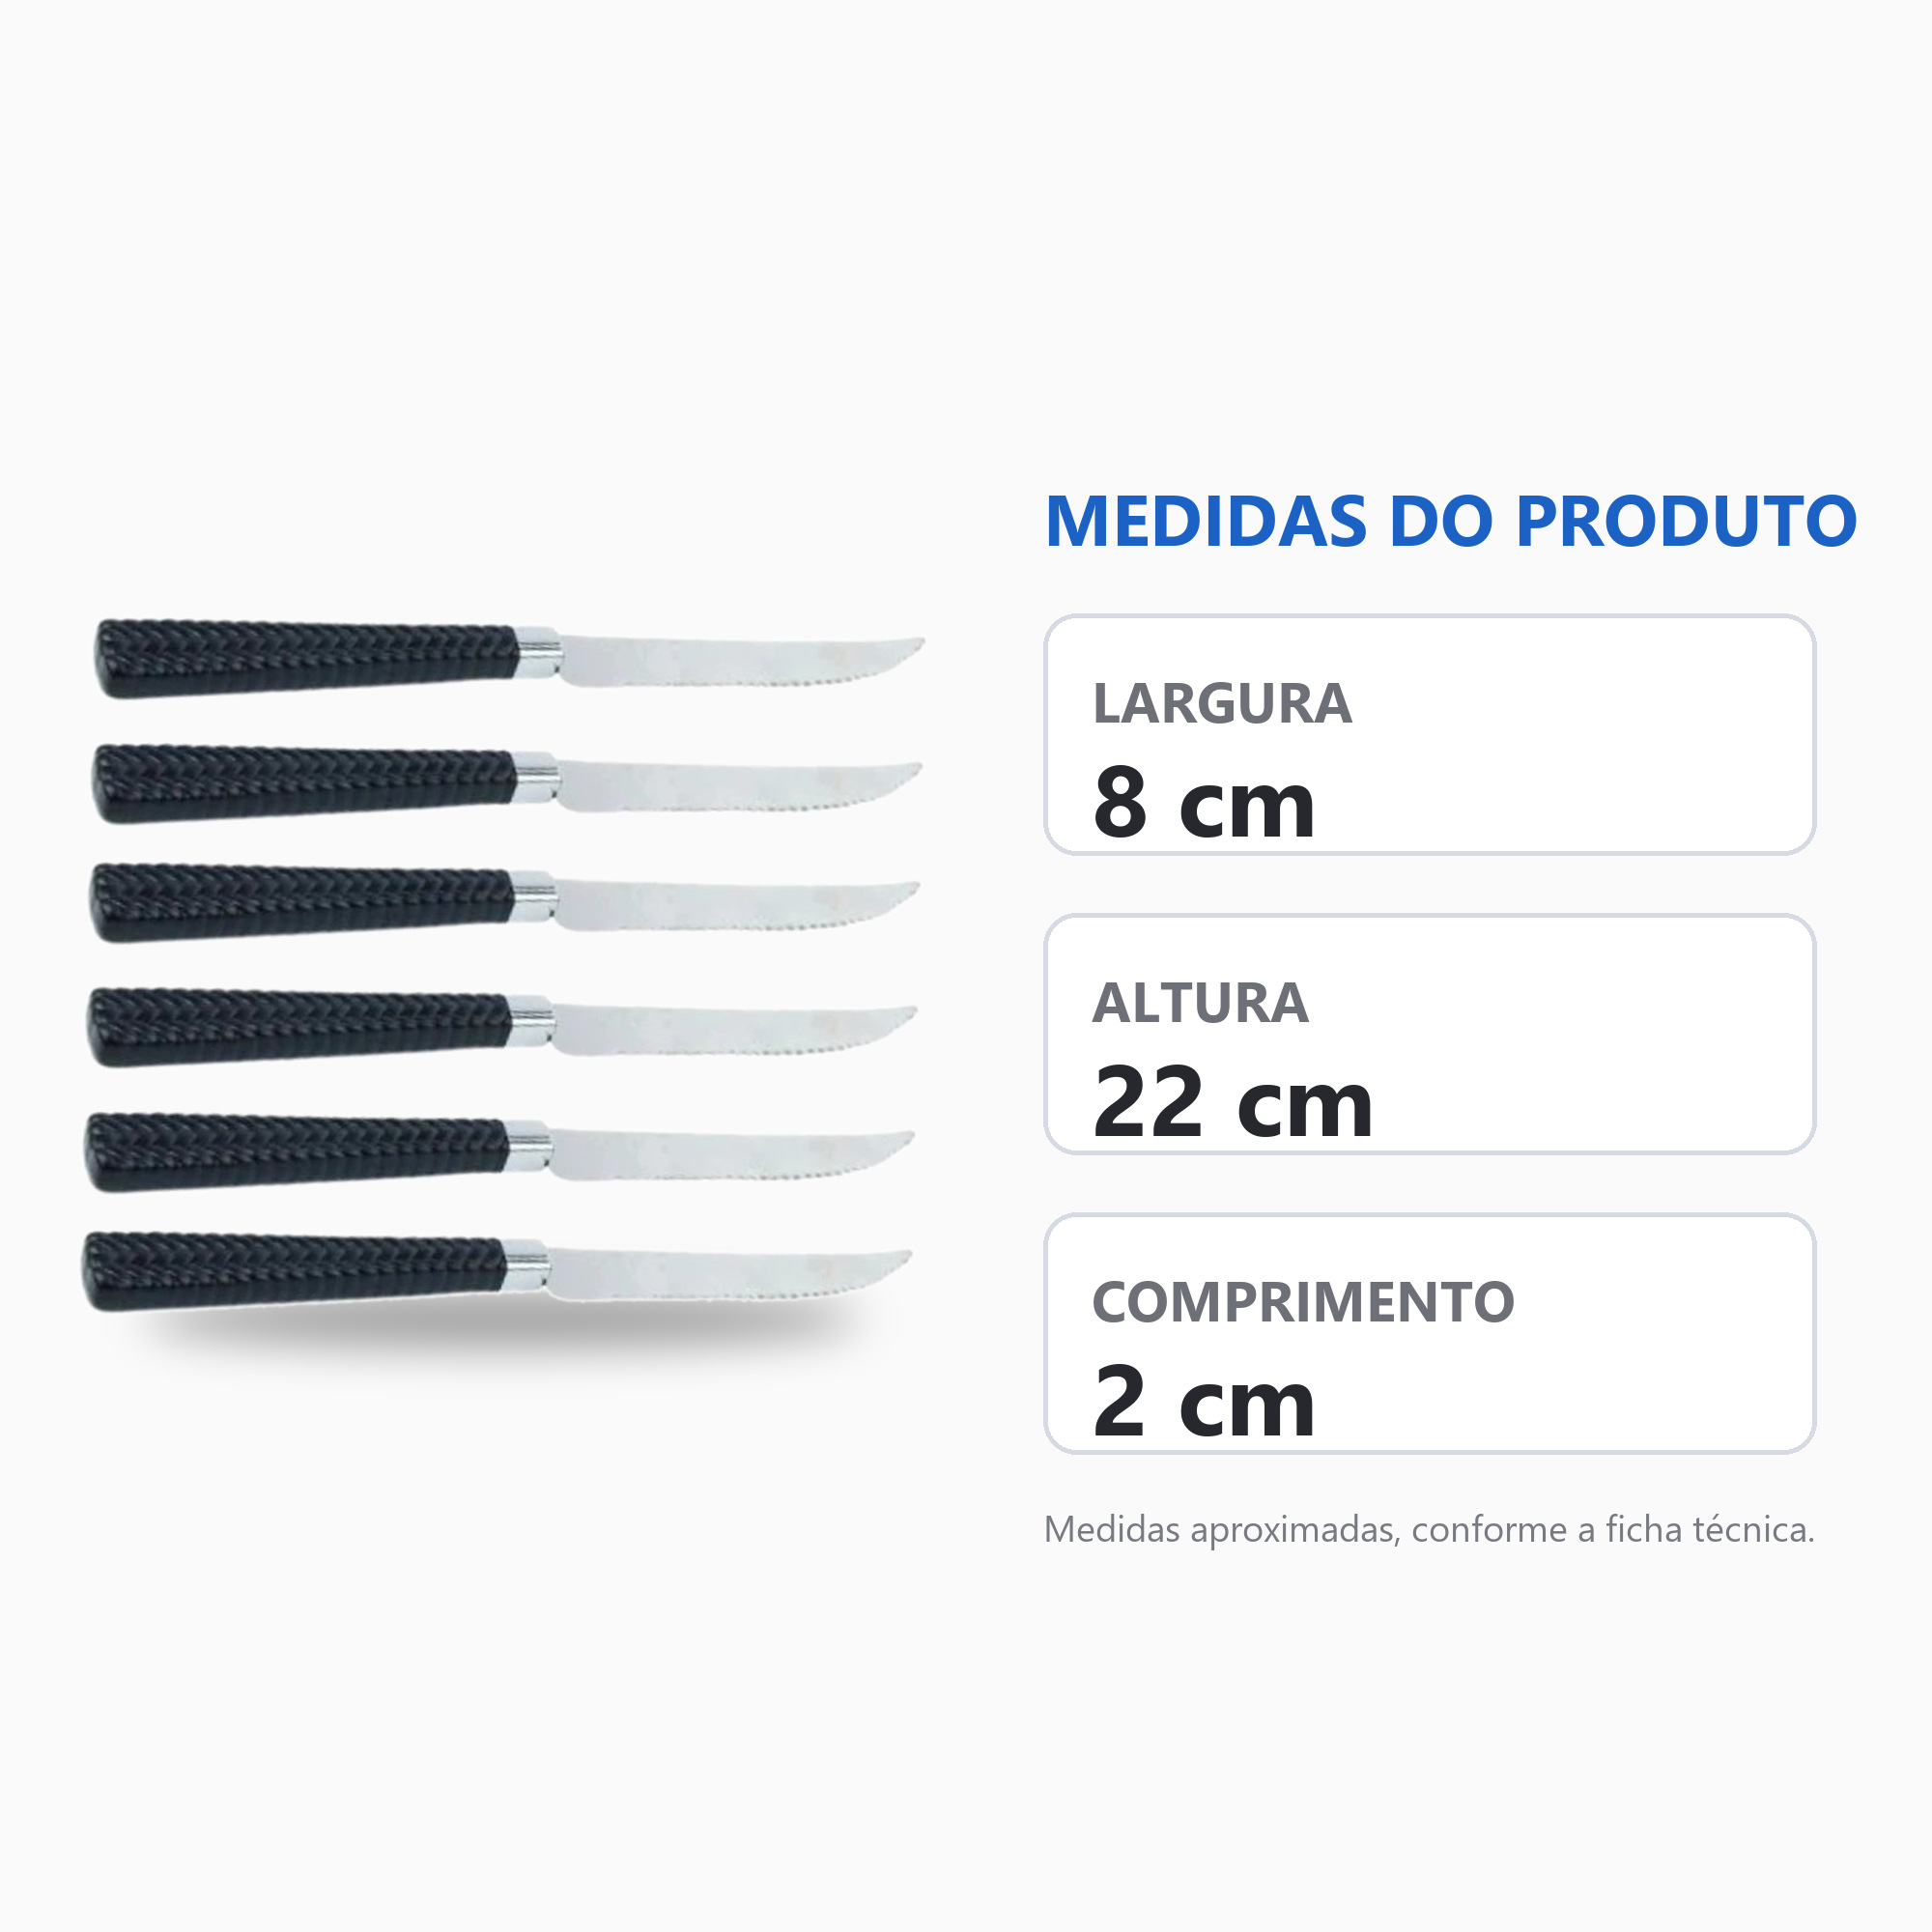 MEDIDAS DO PRODUTO
LARGURA
8 cm
ALTURA
22 cm
COMPRIMENTO
2 cm
Medidas aproximadas, conforme a ficha técnica.